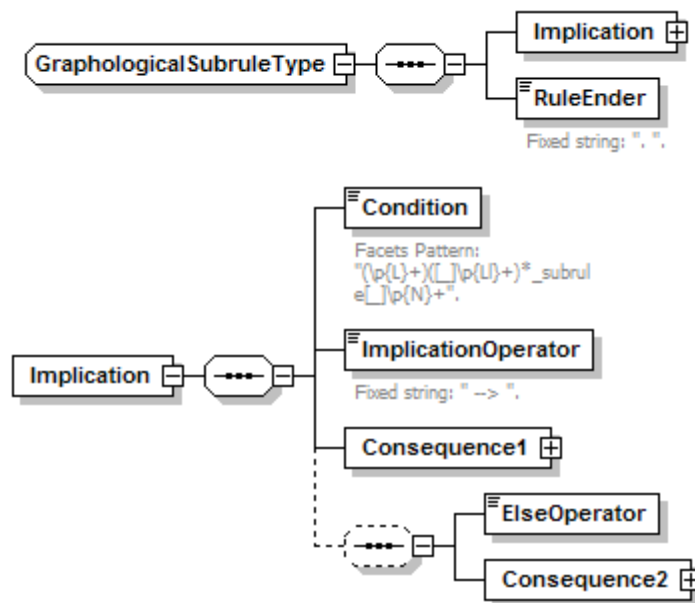 Implication
GraphologicalSubruleType
RuleEnder
Fixed string: ". ".
Condition
Facets Pattern:
"(\p{L}+)([_]\p{Ll}+)*_subrul
e[_]\p{N}+".
ImplicationOperator
Implication
Fixed string: " --> ".
Consequence1
ElseOperator
Consequence2